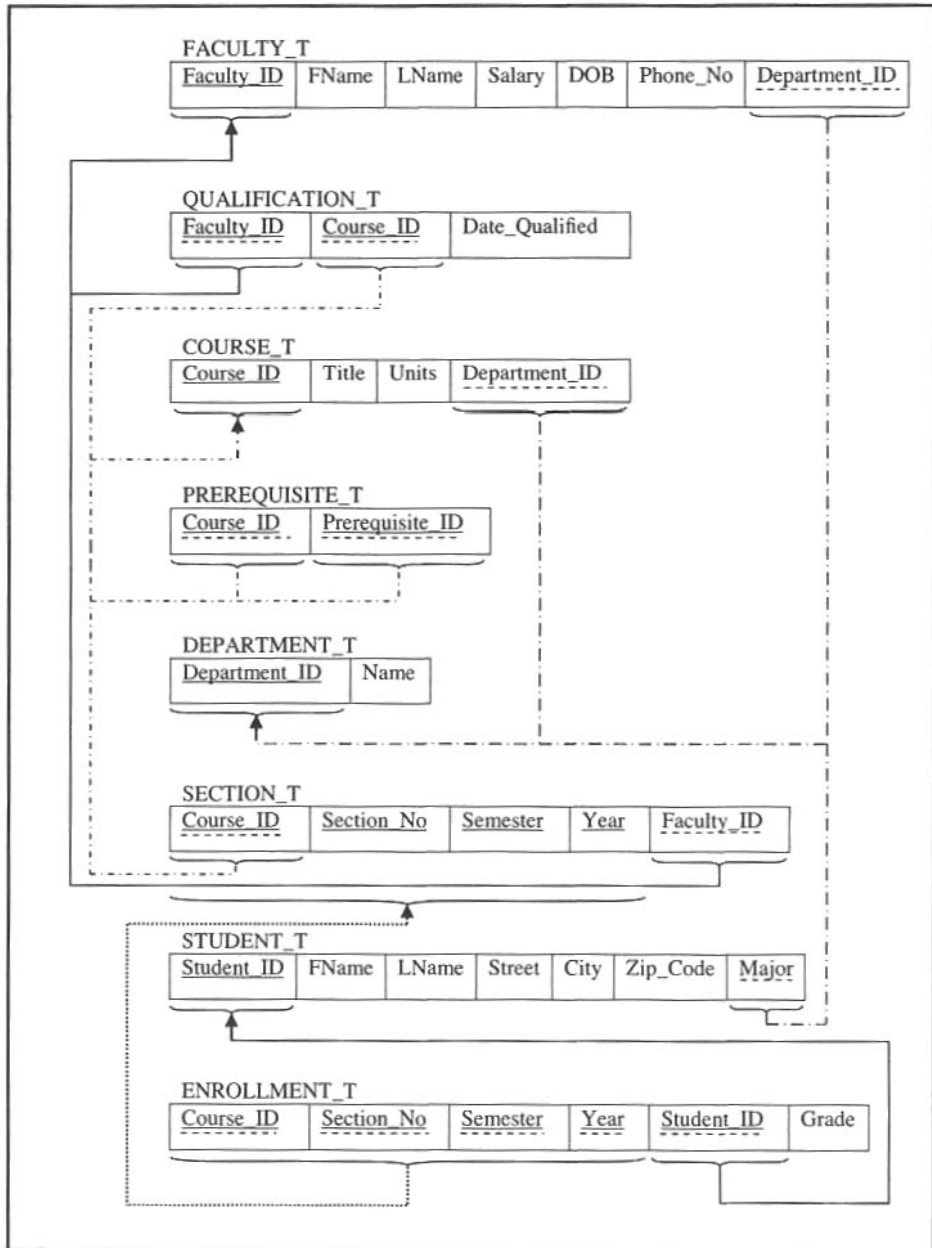 FACULTY_T
Faculty_ID FName LName Salary DOB Phone_No Department_ID
QUALIFICATION_T
Faculty_ID Course_ID Date_Qualified
COURSE_T
Course_ID Title Units Department_ID
PREREQUISITE_T
Course_ID Prerequisite_ID
DEPARTMENT_T
Department_ID Name
SECTION_T
Course_ID Section_No Semester Year Faculty_ID
STUDENT_T
Student_ID FName LName Street City Zip_Code Major
ENROLLMENT_T
Course_ID Section_No Semester Year Student_ID Grade